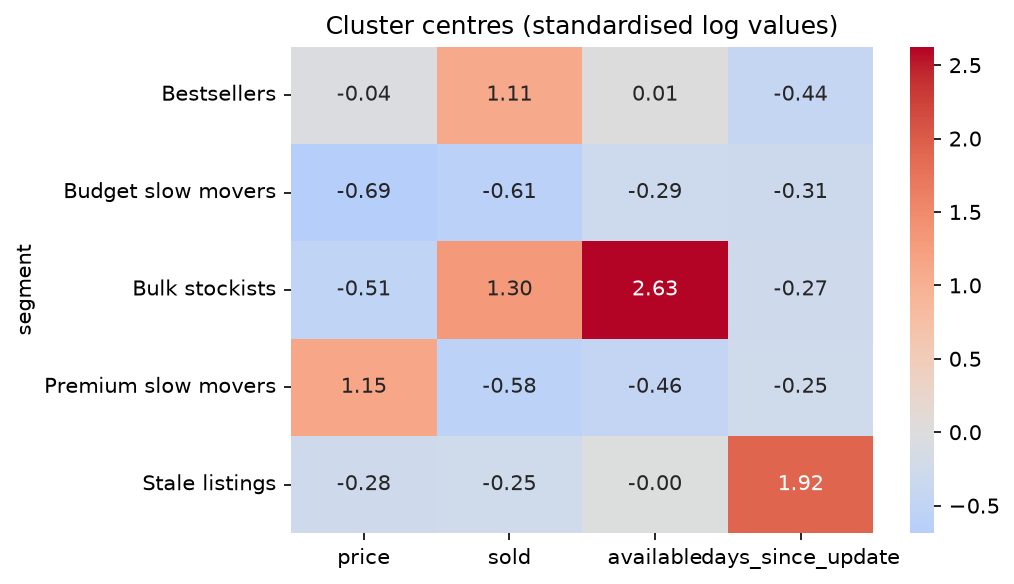 Cluster centres (standardised log values)
segment
Bestsellers -0.04 1.11 0.01 -0.44
Budget slow movers -0.69 -0.61 -0.29 -0.31
Bulk stockists -0.51 1.30 2.63 -0.27
Premium slow movers 1.15 -0.58 -0.46 -0.25
Stale listings -0.28 -0.25 -0.00 1.92
price sold available days_since_update
2.5
2.0
1.5
1.0
0.5
0.0
−0.5